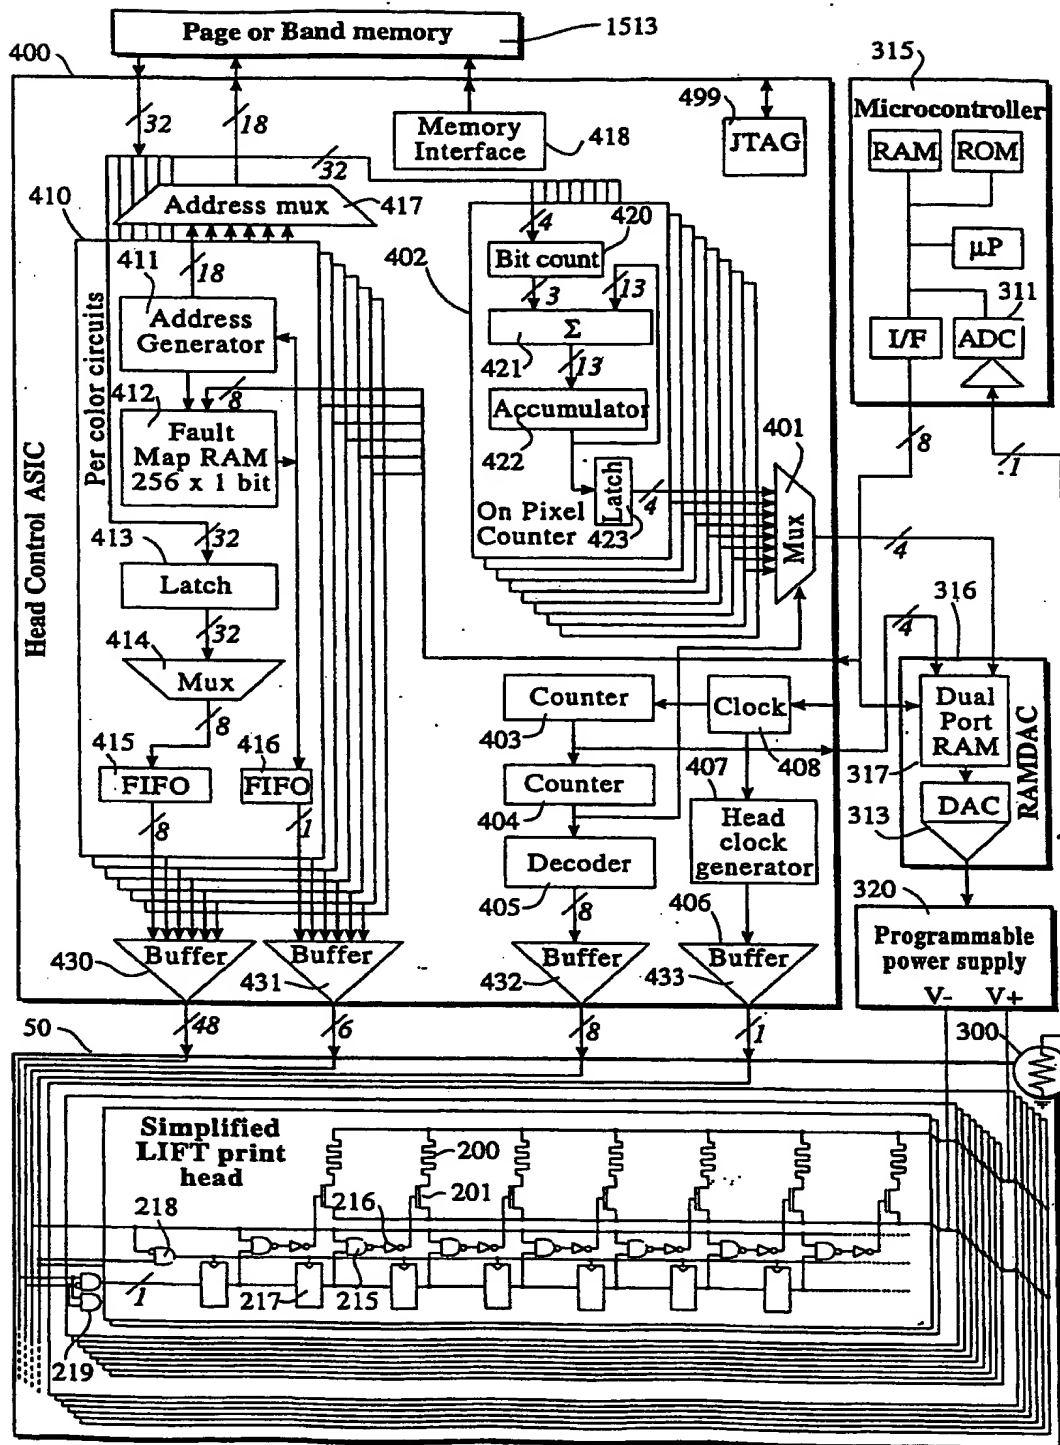 Page or Band memory
1513
400
32
18
Memory
Interface
418
499
JTAG
315
Microcontroller
RAM
ROM
µP
311
I/F
ADC
8
1
32
Address mux
417
410
18
411
Address
Generator
Per color circuits
412
8
Fault
Map RAM
256 x 1 bit
Head Control ASIC
413
32
Latch
32
414
Mux
8
415
FIFO
416
FIFO
8
1
402
4
420
Bit count
3
13
Σ
421
13
Accumulator
422
Latch
4
423
On Pixel
Counter
401
Mux
4
4
316
Dual
Port
RAM
317
DAC
313
RAMDAC
Counter
403
Clock
408
Counter
404
407
Head
clock
generator
Decoder
405
8
406
320
Programmable
power supply
V-
V+
Buffer
430
Buffer
431
Buffer
432
Buffer
433
48
6
8
1
50
300
Simplified
LIFT print
head
200
201
216
218
1
217
215
219